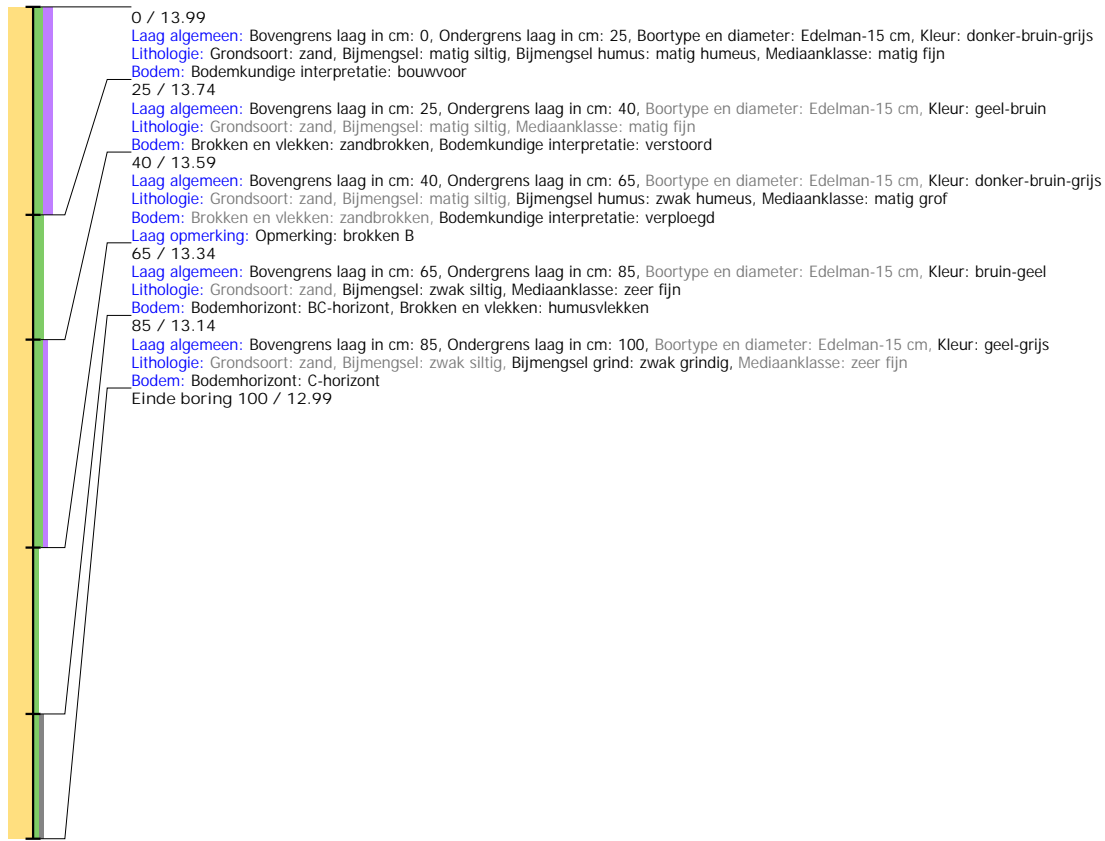 0 / 13.99
Laag algemeen: Bovengrens laag in cm: 0, Ondergrens laag in cm: 25, Boortype en diameter: Edelman-15 cm, Kleur: donker-bruin-grijs
Lithologie: Grondsoort: zand, Bijmengsel: matig siltig, Bijmengsel humus: matig humeus, Mediaanklasse: matig fijn
Bodem: Bodemkundige interpretatie: bouwvoor
25 / 13.74
Laag algemeen: Bovengrens laag in cm: 25, Ondergrens laag in cm: 40, Boortype en diameter: Edelman-15 cm, Kleur: geel-bruin
Lithologie: Grondsoort: zand, Bijmengsel: matig siltig, Mediaanklasse: matig fijn
Bodem: Brokken en vlekken: zandbrokken, Bodemkundige interpretatie: verstoord
40 / 13.59
Laag algemeen: Bovengrens laag in cm: 40, Ondergrens laag in cm: 65, Boortype en diameter: Edelman-15 cm, Kleur: donker-bruin-grijs
Lithologie: Grondsoort: zand, Bijmengsel: matig siltig, Bijmengsel humus: zwak humeus, Mediaanklasse: matig grof
Bodem: Brokken en vlekken: zandbrokken, Bodemkundige interpretatie: verploegd
Laag opmerking: Opmerking: brokken B
65 / 13.34
Laag algemeen: Bovengrens laag in cm: 65, Ondergrens laag in cm: 85, Boortype en diameter: Edelman-15 cm, Kleur: bruin-geel
Lithologie: Grondsoort: zand, Bijmengsel: zwak siltig, Mediaanklasse: zeer fijn
Bodem: Bodemhorizont: BC-horizont, Brokken en vlekken: humusvlekken
85 / 13.14
Laag algemeen: Bovengrens laag in cm: 85, Ondergrens laag in cm: 100, Boortype en diameter: Edelman-15 cm, Kleur: geel-grijs
Lithologie: Grondsoort: zand, Bijmengsel: zwak siltig, Bijmengsel grind: zwak grindig, Mediaanklasse: zeer fijn
Bodem: Bodemhorizont: C-horizont
Einde boring 100 / 12.99